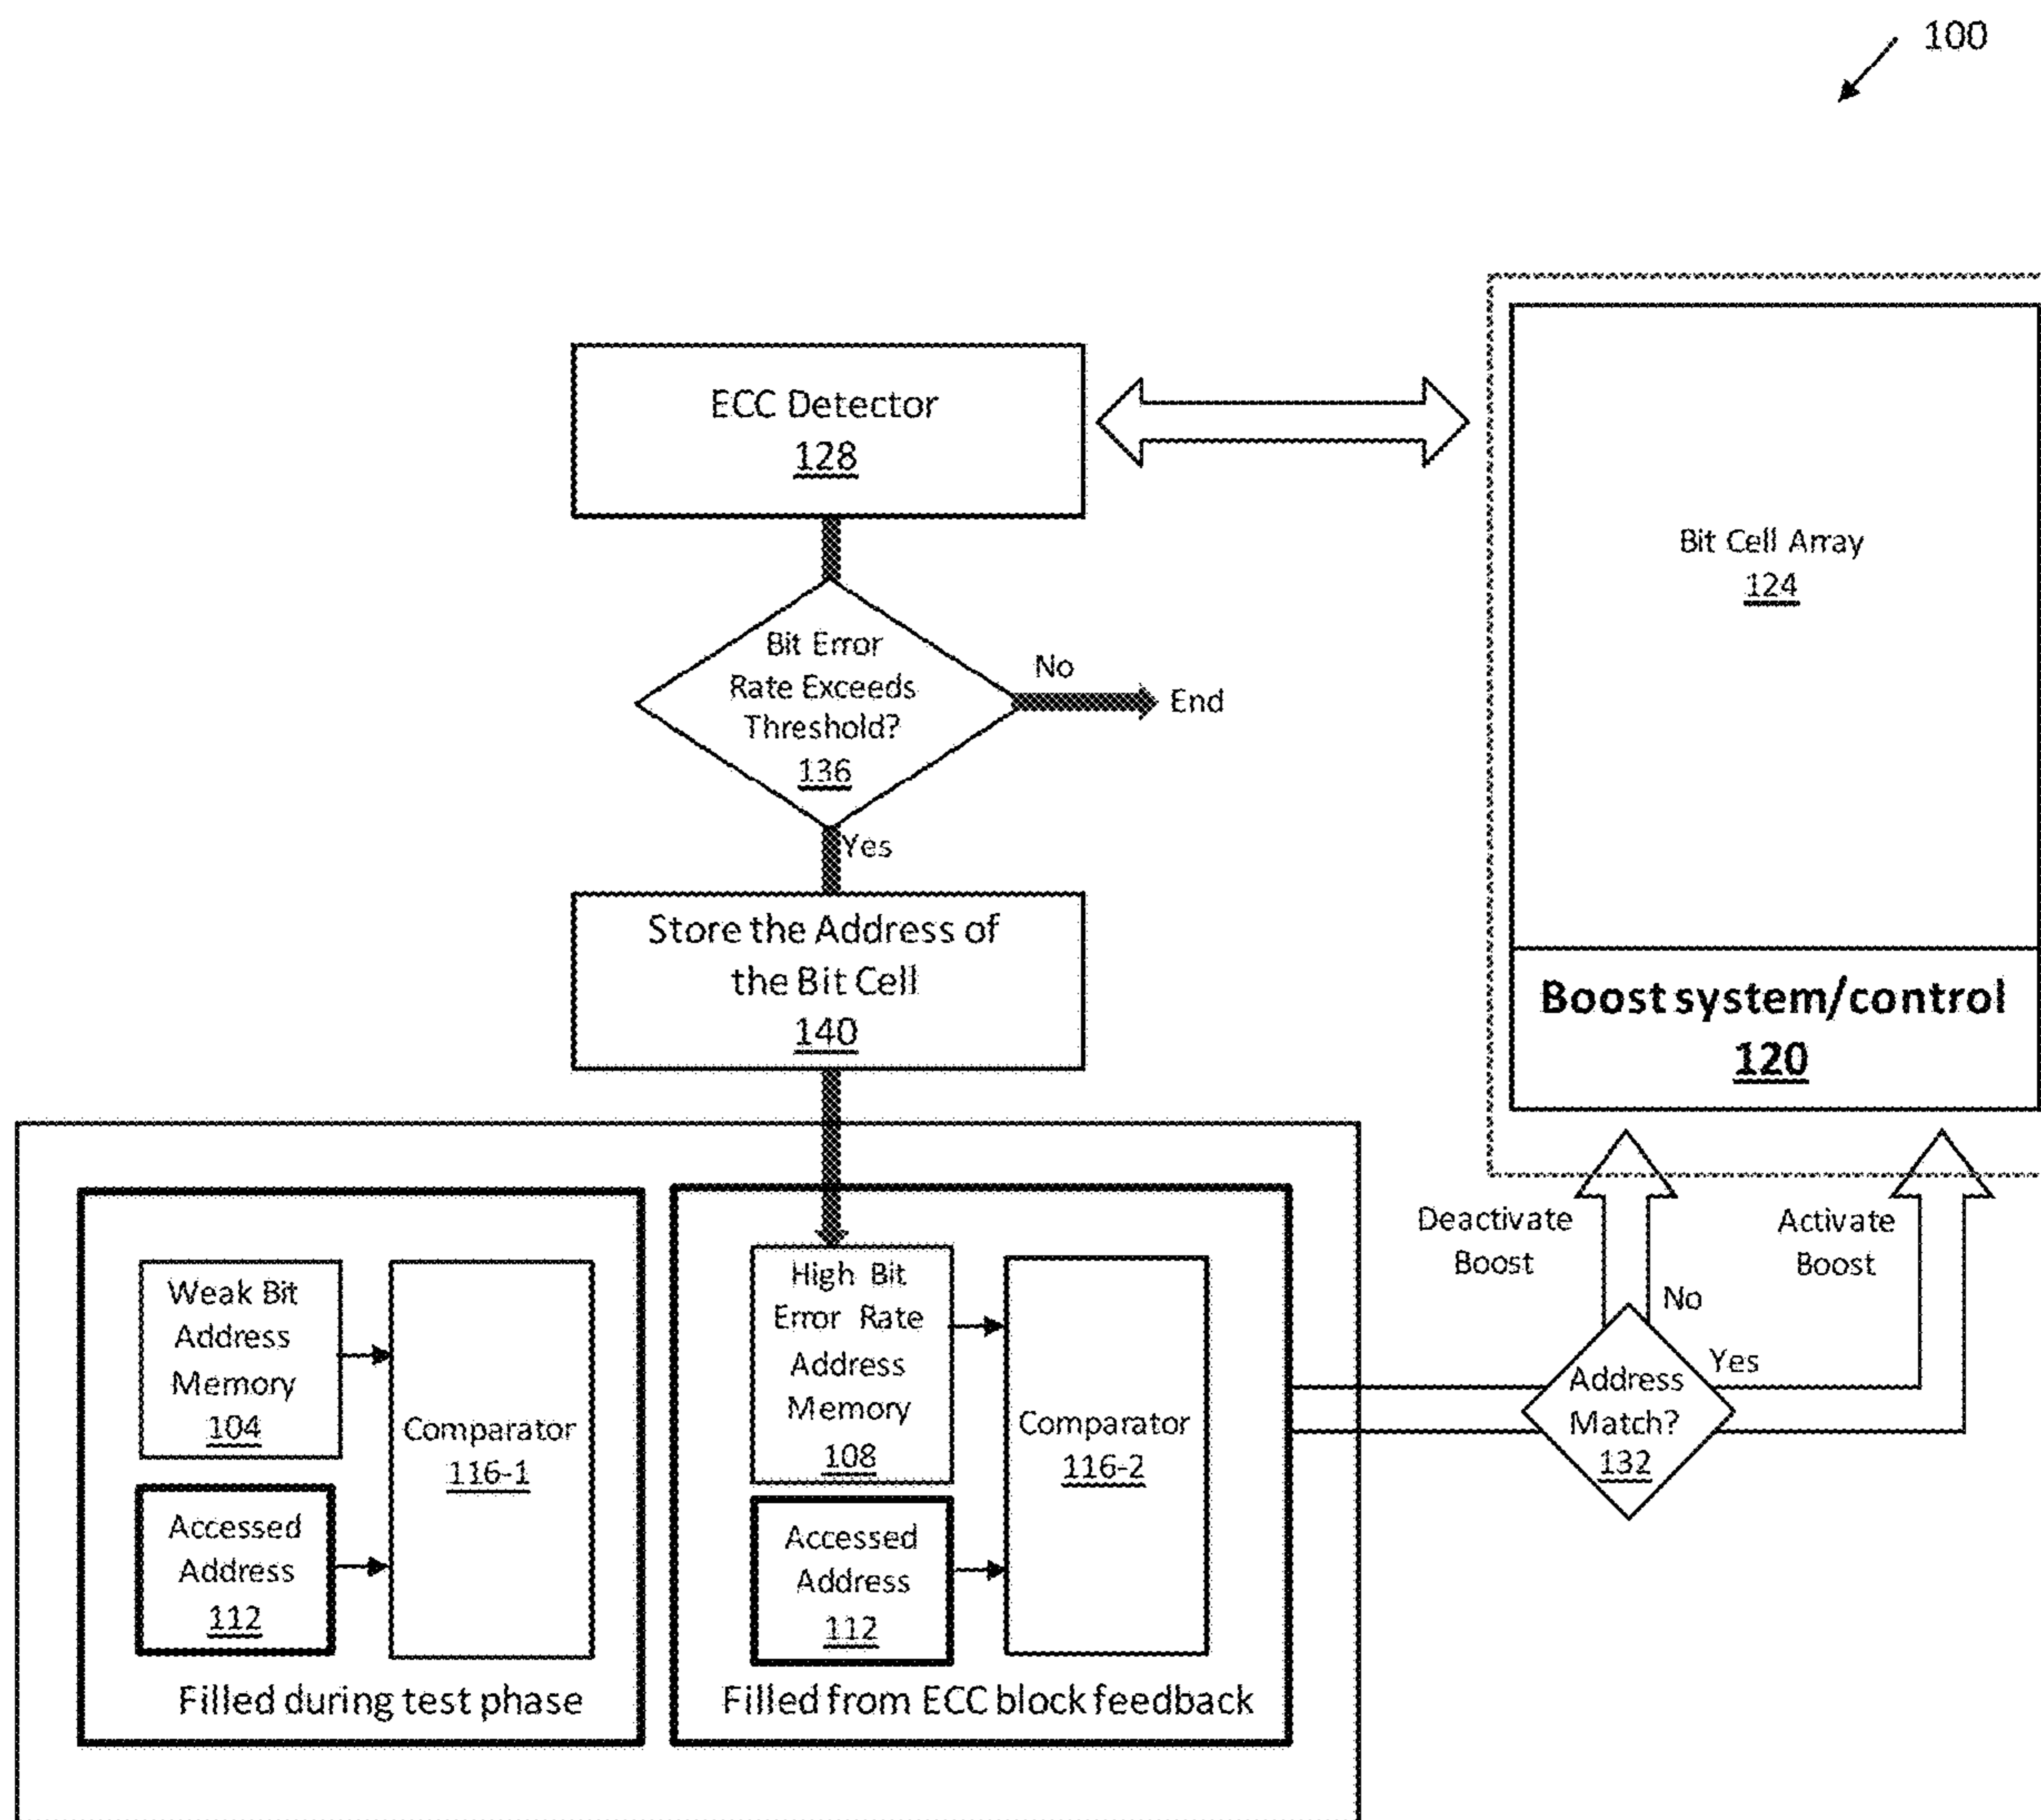 100
ECC Detector
128
Bit Cell Array
124
Bit Error
Rate Exceeds
Threshold?
136
No
End
Yes
Store the Address of
the Bit Cell
140
Boost system/control
120
Deactivate
Boost
Activate
Boost
No
Yes
Address
Match?
132
Weak Bit
Address
Memory
104
Accessed
Address
112
Comparator
116-1
Filled during test phase
High Bit
Error Rate
Address
Memory
108
Accessed
Address
112
Comparator
116-2
Filled from ECC block feedback